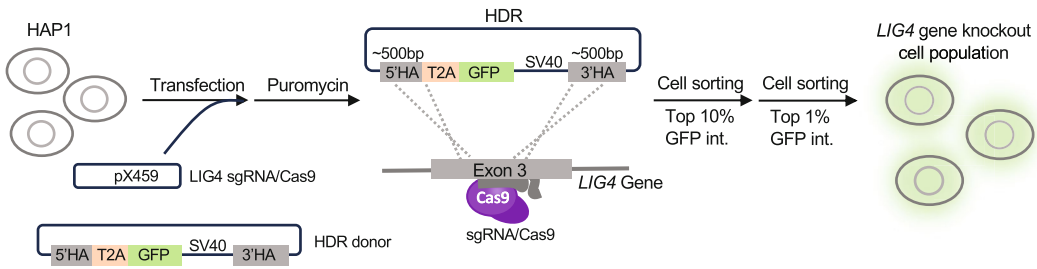 HAP1
Transfection
pX459
LIG4 sgRNA/Cas9
5'HA T2A GFP SV40 3'HA
HDR donor
Puromycin
HDR
~500bp ~500bp
5'HA T2A GFP SV40 3'HA
Exon 3
LIG4 Gene
Cas9
sgRNA/Cas9
Cell sorting
Top 10%
GFP int.
Cell sorting
Top 1%
GFP int.
LIG4 gene knockout
cell population